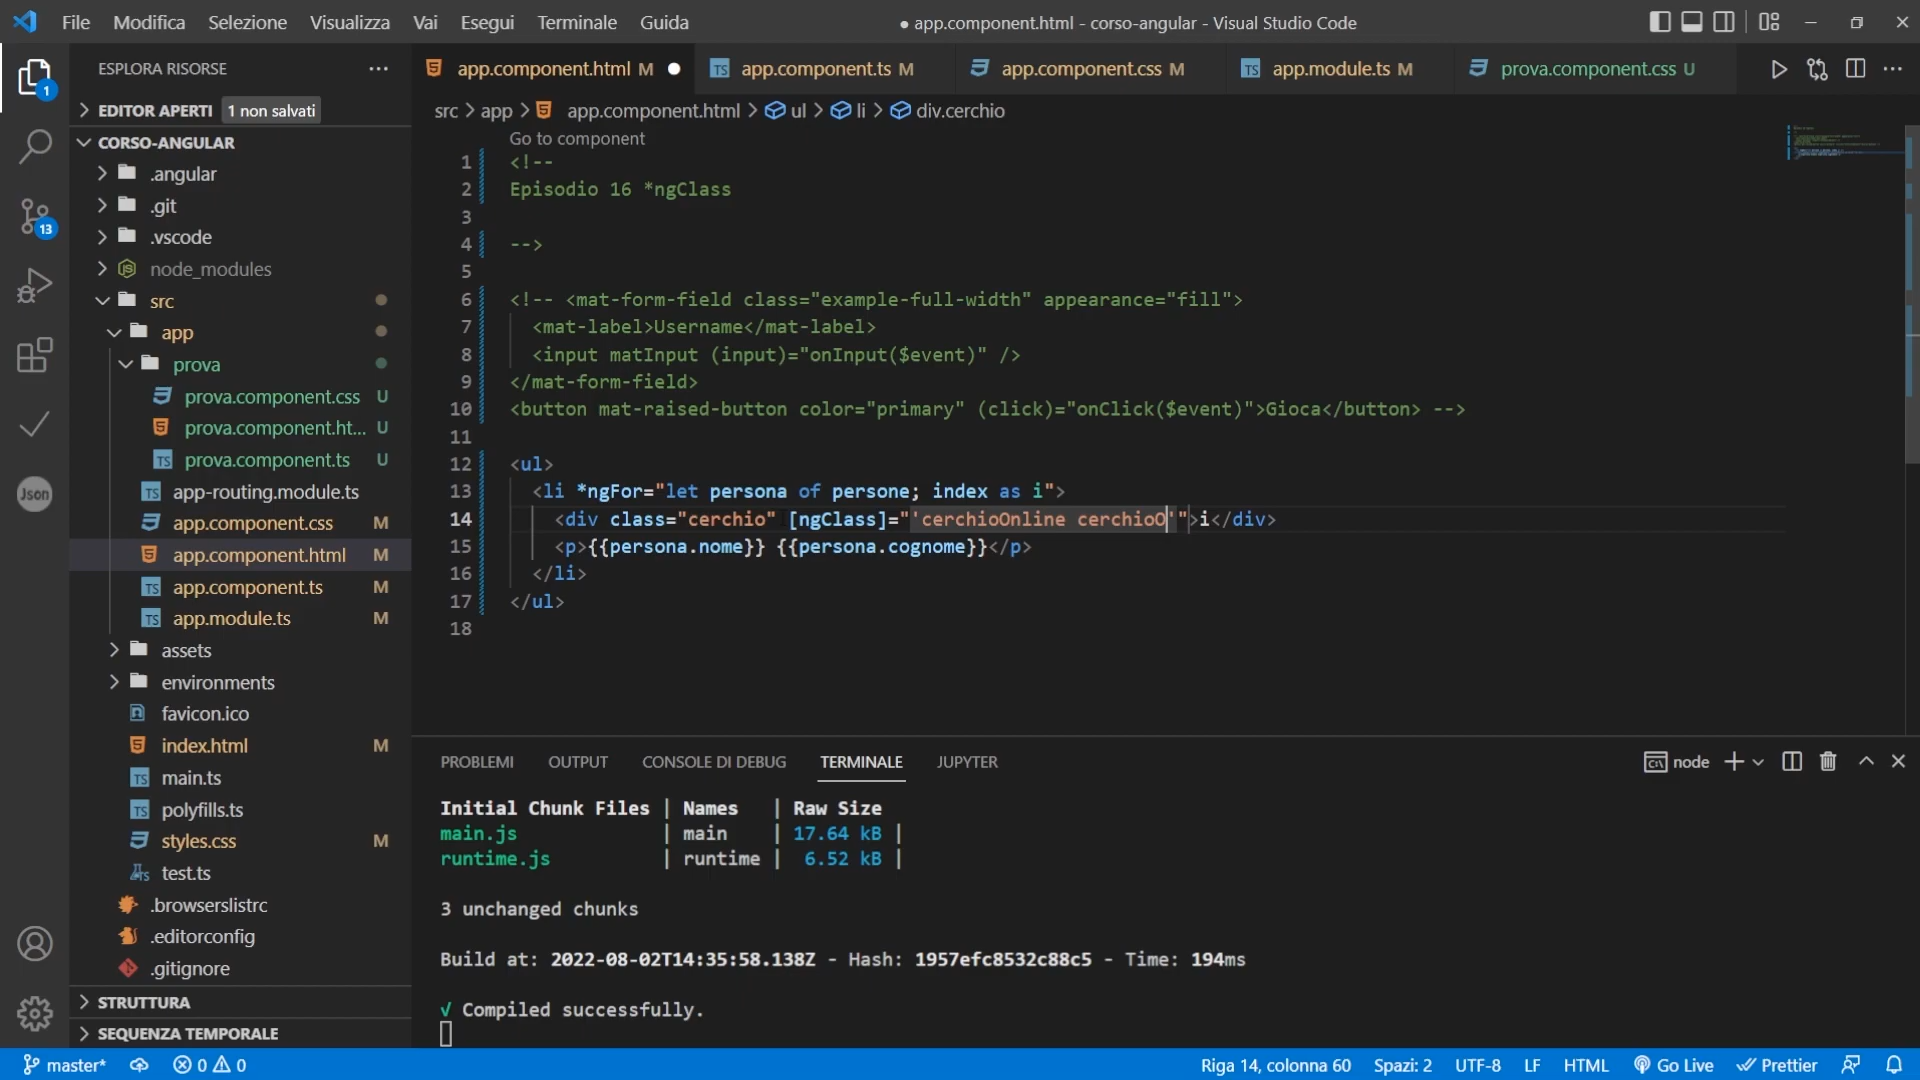 File Modifica Selezione Visualizza Vai Esegui Terminale Guida
● app.component.html - corso-angular - Visual Studio Code
ESPLORA RISORSE
1
EDITOR APERTI 1 non salvati
CORSO-ANGULAR
.angular
.git
13
.vscode
node_modules
src
app
prova
prova.component.css U
prova.component.ht... U
prova.component.ts U
app-routing.module.ts
Json
app.component.css M
app.component.html M
app.component.ts M
app.module.ts M
assets
environments
favicon.ico
index.html M
main.ts
polyfills.ts
styles.css M
test.ts
.browserslistrc
.editorconfig
.gitignore
STRUTTURA
SEQUENZA TEMPORALE
app.component.html M
TS app.component.ts M
app.component.css M
TS app.module.ts M
prova.component.css U
src > app > app.component.html > ul > li > div.cerchio
Go to component
1 <!--
2 Episodio 16 *ngClass
3
4 -->
5
6 <!-- <mat-form-field class="example-full-width" appearance="fill">
7 <mat-label>Username</mat-label>
8 <input matInput (input)="onInput($event)" />
9 </mat-form-field>
10 <button mat-raised-button color="primary" (click)="onClick($event)">Gioca</button> -->
11
12 <ul>
13 <li *ngFor="let persona of persone; index as i">
14 <div class="cerchio" [ngClass]="'cerchioOnline cerchioO'">i</div>
15 <p>{{persona.nome}} {{persona.cognome}}</p>
16 </li>
17 </ul>
18
PROBLEMI OUTPUT CONSOLE DI DEBUG TERMINALE JUPYTER
node
Initial Chunk Files | Names | Raw Size
main.js | main | 17.64 kB |
runtime.js | runtime | 6.52 kB |
3 unchanged chunks
Build at: 2022-08-02T14:35:58.138Z - Hash: 1957efc8532c88c5 - Time: 194ms
√ Compiled successfully.
master* 0 0
Riga 14, colonna 60 Spazi: 2 UTF-8 LF HTML Go Live Prettier